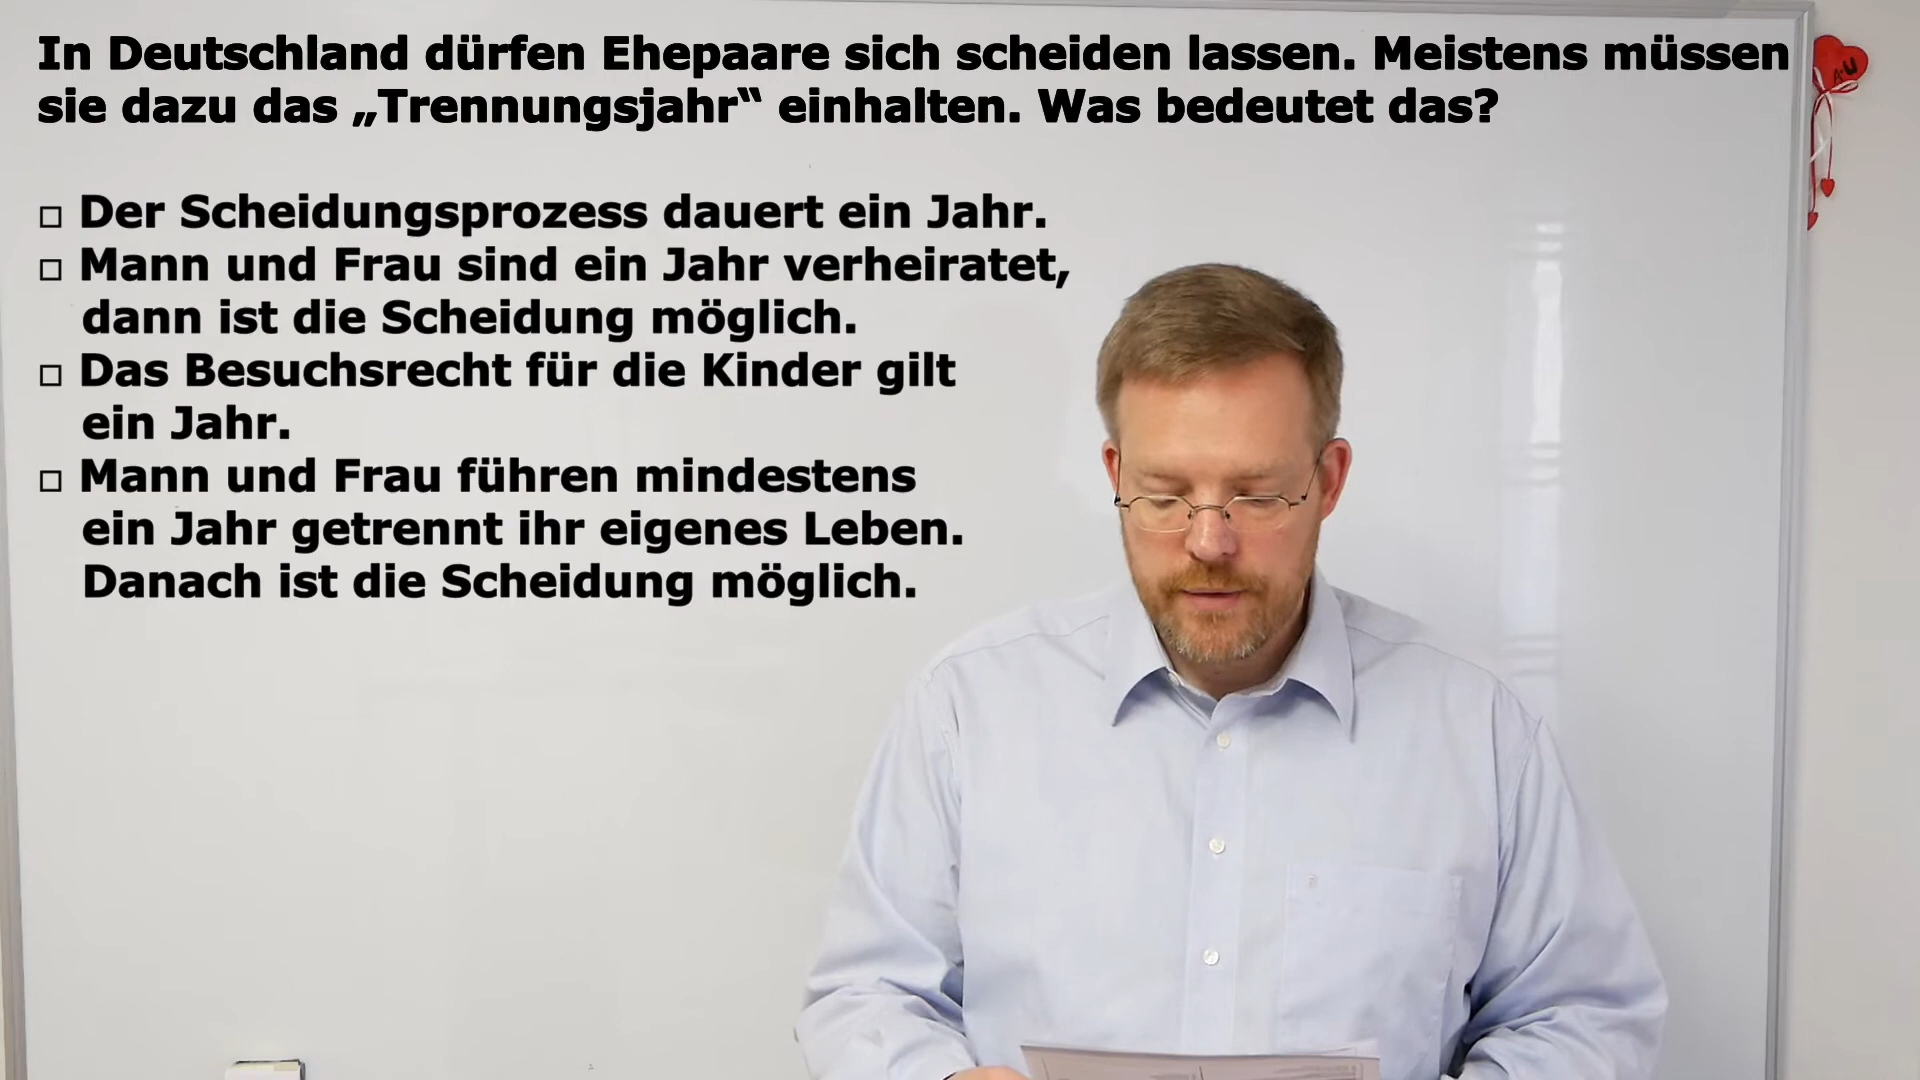 In Deutschland dürfen Ehepaare sich scheiden lassen. Meistens müssen
sie dazu das „Trennungsjahr“ einhalten. Was bedeutet das?
□ Der Scheidungsprozess dauert ein Jahr.
□ Mann und Frau sind ein Jahr verheiratet,
dann ist die Scheidung möglich.
□ Das Besuchsrecht für die Kinder gilt
ein Jahr.
□ Mann und Frau führen mindestens
ein Jahr getrennt ihr eigenes Leben.
Danach ist die Scheidung möglich.